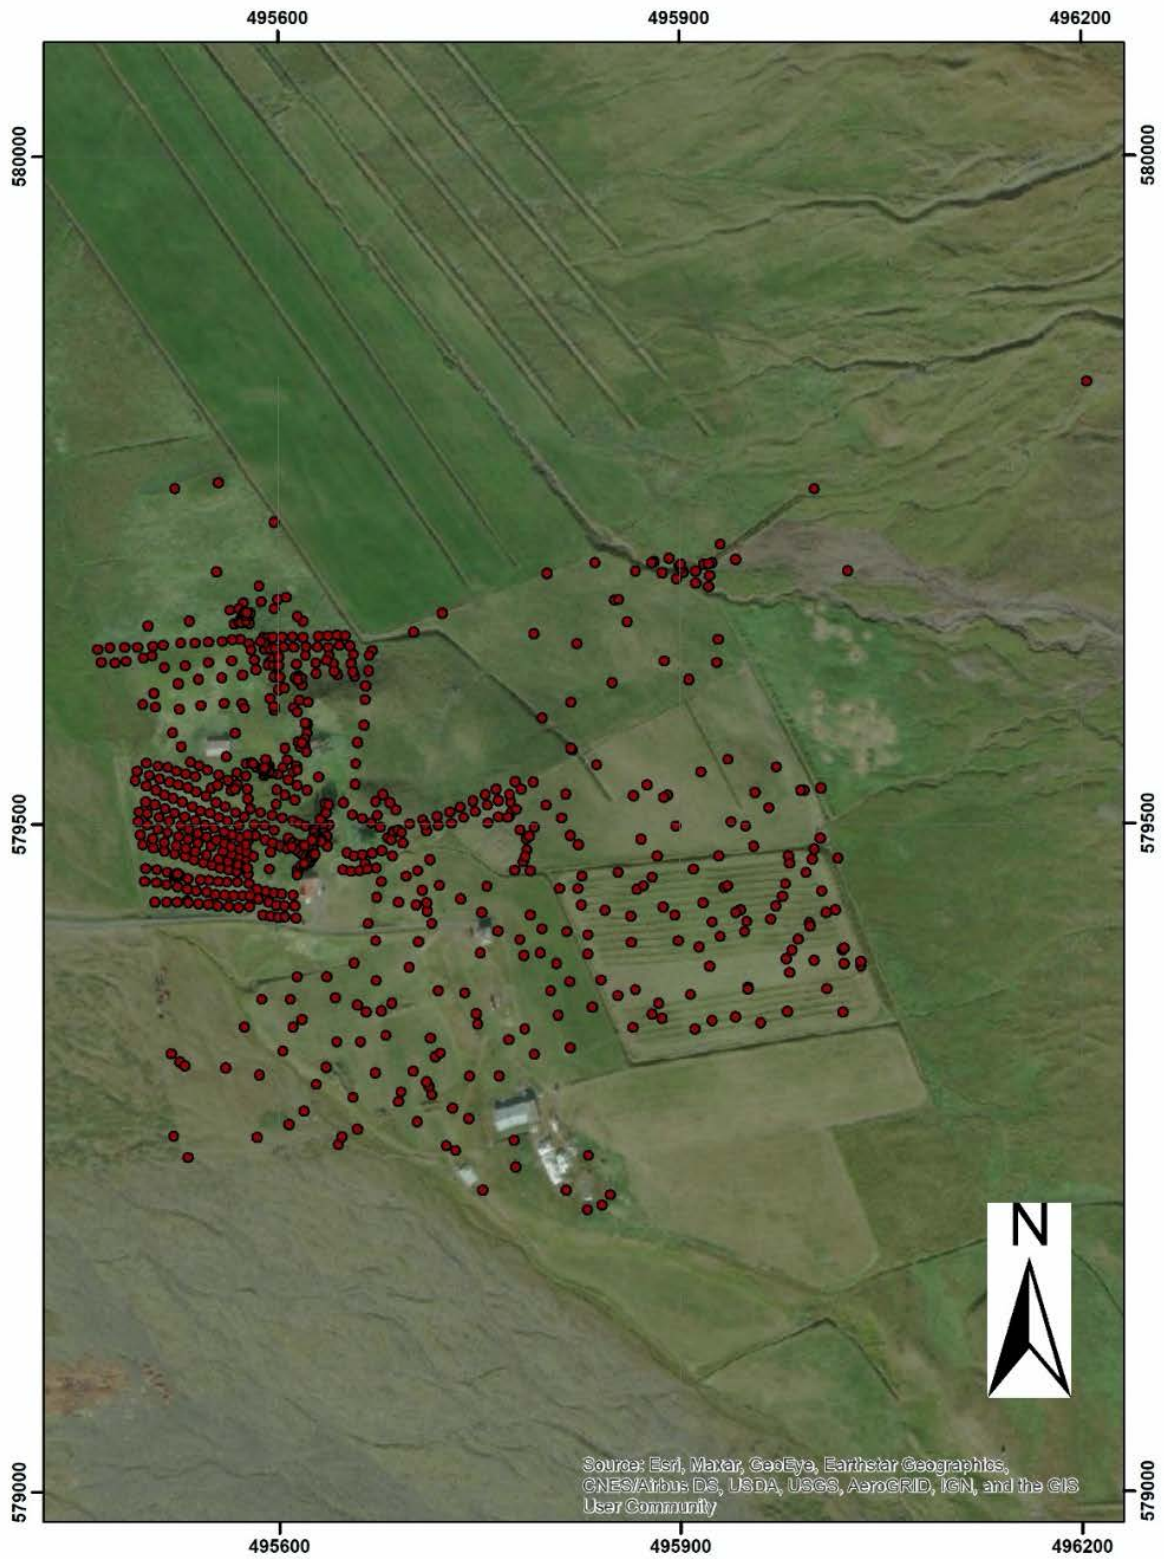 495600 495900 496200
580000 580000
579500 579500
N
Source: Esri, Maxar, GeoEye, Earthstar Geographics,
CNES/Airbus DS, USDA, USGS, AeroGRID, IGN, and the GIS
User Community
579000 579000
495600 495900 496200